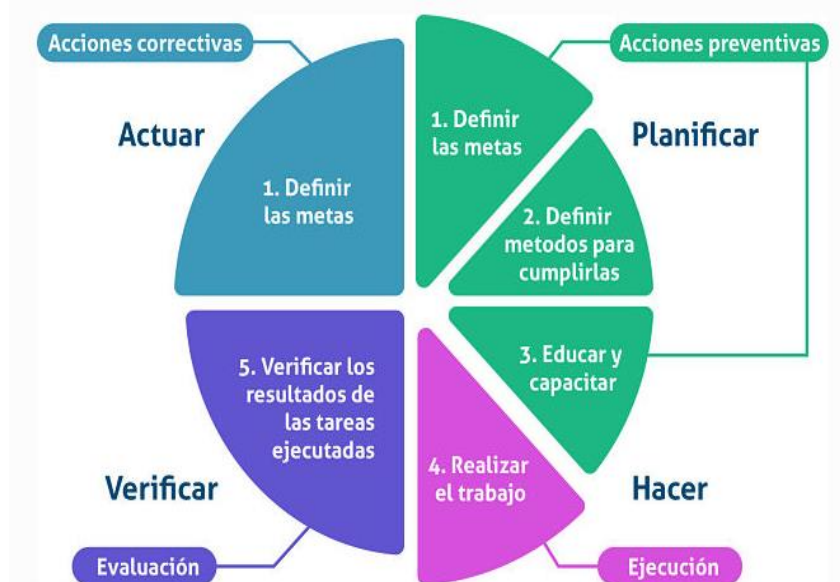 Acciones correctivas
Acciones preventivas
Actuar
Planificar
1. Definir
las metas
1. Definir
las metas
2. Definir
metodos para
cumplirlas
3. Educar y
capacitar
4. Realizar
el trabajo
5. Verificar los
resultados de
las tareas
ejecutadas
Verificar
Hacer
Evaluación
Ejecución